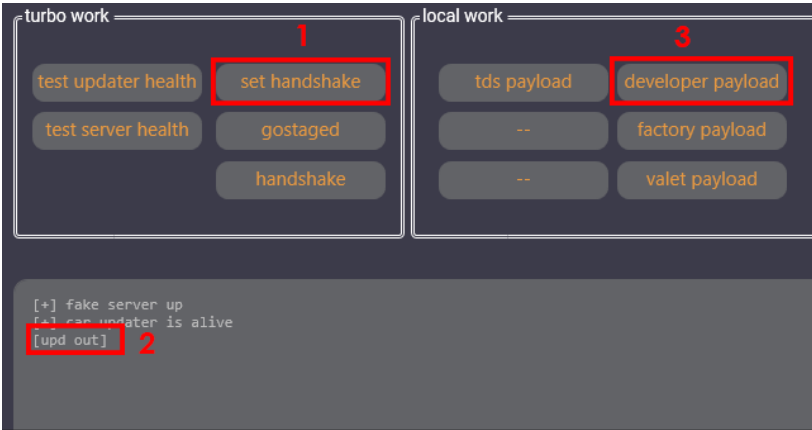 turbo work
local work
1
3
test updater health
set handshake
tds payload
developer payload
test server health
gostaged
--
factory payload
handshake
--
valet payload
[+] fake server up
[+] car updater is alive
[upd out]
2